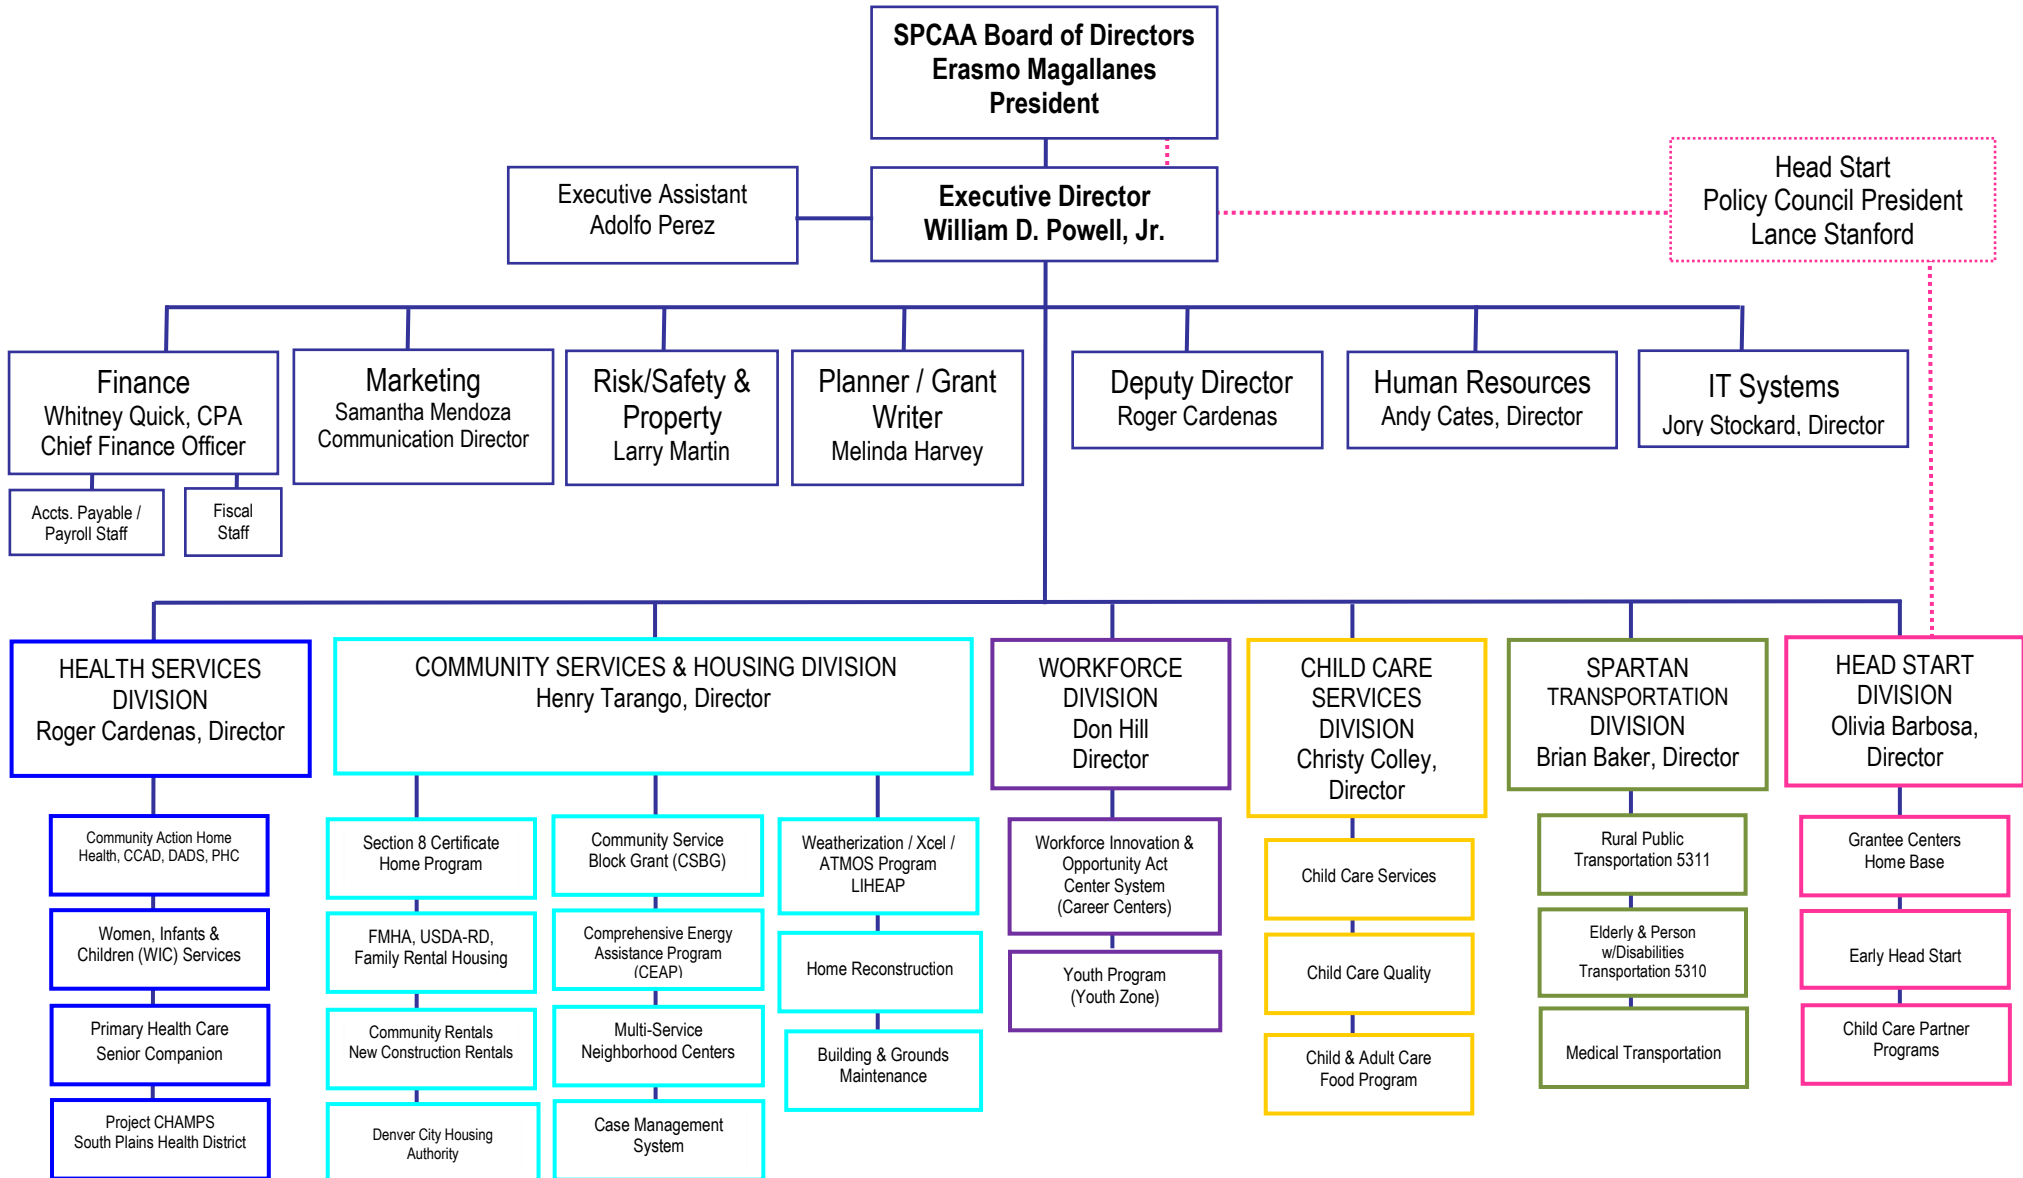 SPCAA Board of Directors
Erasmo Magallanes
President
Executive Assistant
Adolfo Perez
Executive Director
William D. Powell, Jr.
Head Start
Policy Council President
Lance Stanford
Finance
Whitney Quick, CPA
Chief Finance Officer
Marketing
Samantha Mendoza
Communication Director
Risk/Safety &
Property
Larry Martin
Planner / Grant
Writer
Melinda Harvey
Deputy Director
Roger Cardenas
Human Resources
Andy Cates, Director
IT Systems
Jory Stockard, Director
Accts. Payable /
Payroll Staff
Fiscal
Staff
HEALTH SERVICES
DIVISION
Roger Cardenas, Director
COMMUNITY SERVICES & HOUSING DIVISION
Henry Tarango, Director
WORKFORCE
DIVISION
Don Hill
Director
CHILD CARE
SERVICES
DIVISION
Christy Colley,
Director
SPARTAN
TRANSPORTATION
DIVISION
Brian Baker, Director
HEAD START
DIVISION
Olivia Barbosa,
Director
Community Action Home
Health, CCAD, DADS, PHC
Women, Infants &
Children (WIC) Services
Primary Health Care
Senior Companion
Project CHAMPS
South Plains Health District
Section 8 Certificate
Home Program
FMHA, USDA-RD,
Family Rental Housing
Community Rentals
New Construction Rentals
Denver City Housing
Authority
Community Service
Block Grant (CSBG)
Comprehensive Energy
Assistance Program
(CEAP)
Multi-Service
Neighborhood Centers
Case Management
System
Weatherization / Xcel /
ATMOS Program
LIHEAP
Home Reconstruction
Building & Grounds
Maintenance
Workforce Innovation &
Opportunity Act
Center System
(Career Centers)
Youth Program
(Youth Zone)
Child Care Services
Child Care Quality
Child & Adult Care
Food Program
Rural Public
Transportation 5311
Elderly & Person
w/Disabilities
Transportation 5310
Medical Transportation
Grantee Centers
Home Base
Early Head Start
Child Care Partner
Programs